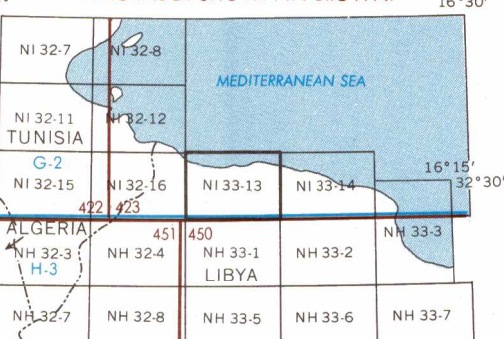 16°30'
NI 32-7 NI 32-8
MEDITERRANEAN SEA
NI 32-11 NI 32-12
TUNISIA
G-2
16°15'
NI 32-15 NI 32-16 NI 33-13 NI 33-14 32°30'
422 423
ALGERIA 451 450 NH 33-3
NH 32-3 NH 32-4 NH 33-1 NH 33-2
H-3 LIBYA
NH 32-7 NH 32-8 NH 33-5 NH 33-6 NH 33-7